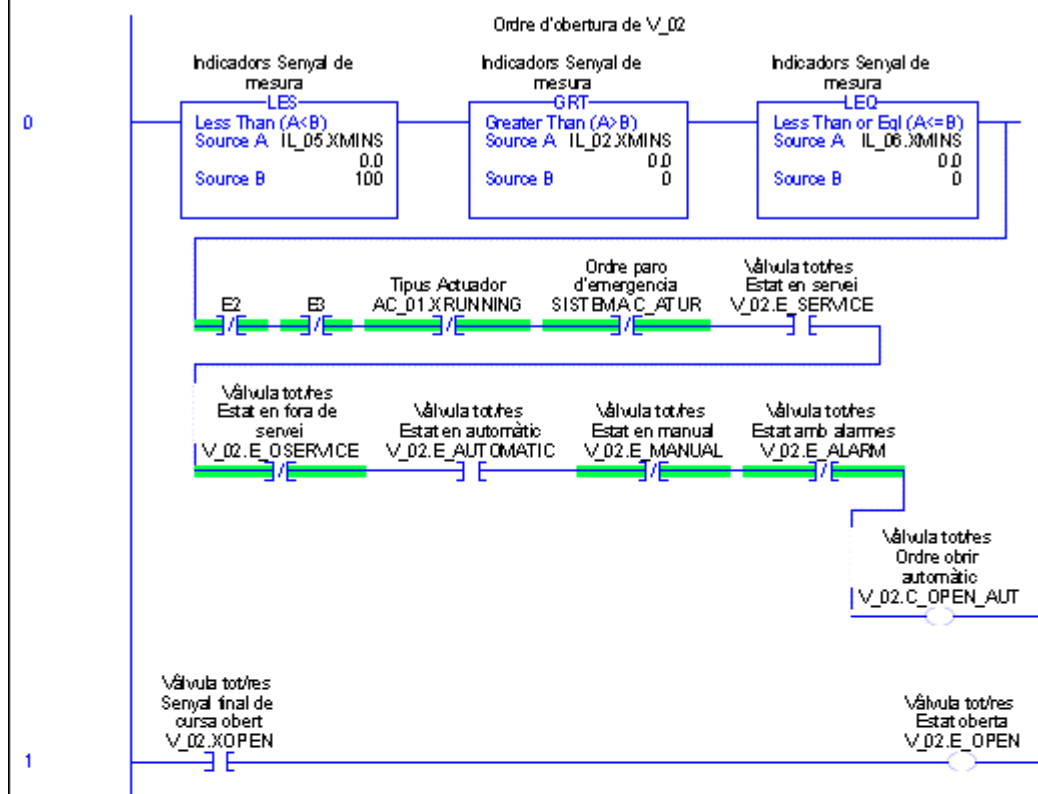 Ordre d'obertura de V_02
Indicadors Senyal de
mesura
LES
Less Than (A<B)
Source A IL_05.XMINS
0.0
Source B 100
Indicadors Senyal de
mesura
GRT
Greater Than (A>B)
Source A IL_02.XMINS
0.0
Source B 0
Indicadors Senyal de
mesura
LEQ
Less Than or Eql (A<=B)
Source A IL_06.XMINS
0.0
Source B 0
0
E2
E3
Tipus Actuador
AC_01.XRUNNING
Ordre paro
d'emergencia
SISTEMA.C_ATUR
Vàlvula tot/res
Estat en servei
V_02.E_SERVICE
Vàlvula tot/res
Estat en fora de
servei
V_02.E_OSERVICE
Vàlvula tot/res
Estat en automàtic
V_02.E_AUTOMATIC
Vàlvula tot/res
Estat en manual
V_02.E_MANUAL
Vàlvula tot/res
Estat amb alarmes
V_02.E_ALARM
Vàlvula tot/res
Ordre obrir
automàtic
V_02.C_OPEN_AUT
Vàlvula tot/res
Senyal final de
cursa obert
V_02.XOPEN
Vàlvula tot/res
Estat oberta
V_02.E_OPEN
1